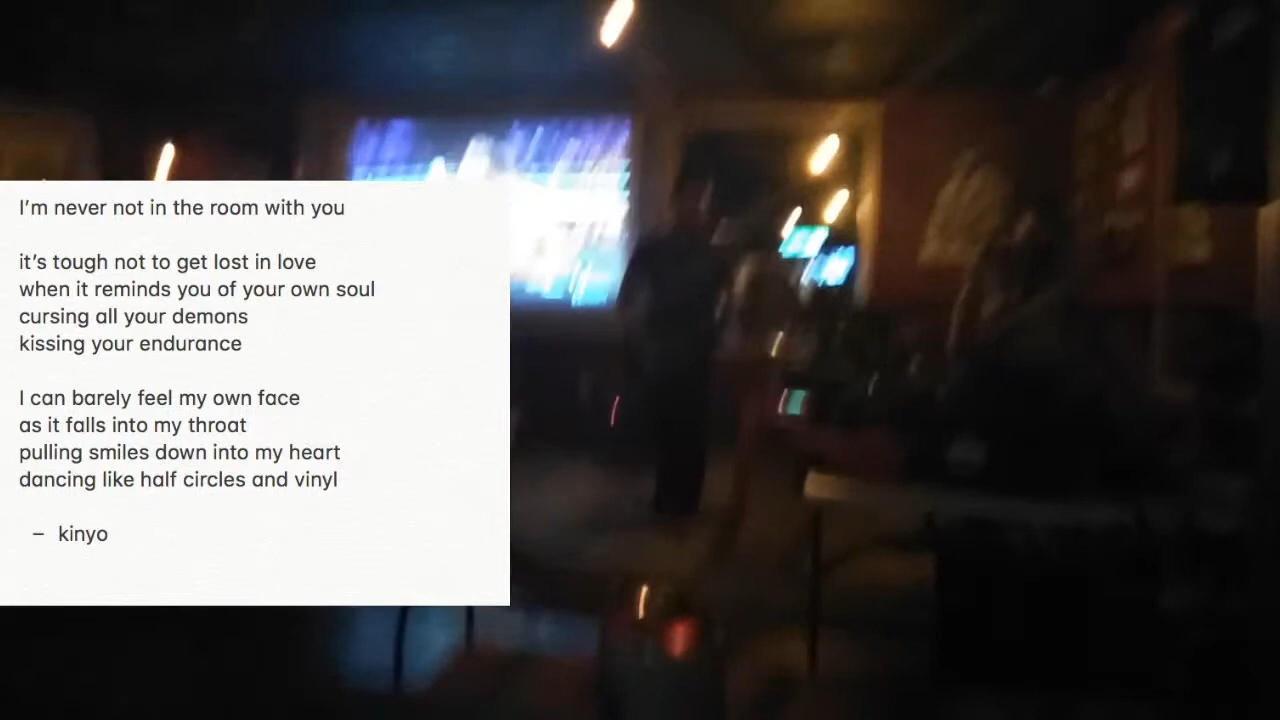 I’m never not in the room with you
it’s tough not to get lost in love
when it reminds you of your own soul
cursing all your demons
kissing your endurance
I can barely feel my own face
as it falls into my throat
pulling smiles down into my heart
dancing like half circles and vinyl
– kinyo